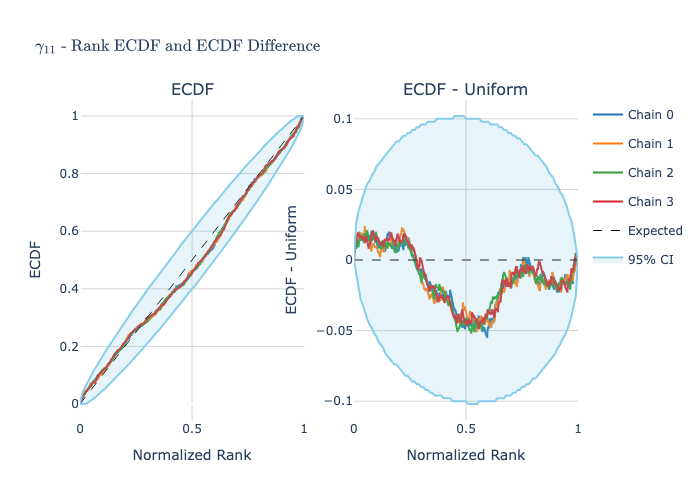 γ₁₁ - Rank ECDF and ECDF Difference
ECDF
ECDF - Uniform
ECDF
1
0.8
0.6
0.4
0.2
0
0
0.5
1
Normalized Rank
ECDF - Uniform
0.1
0.05
0
−0.05
−0.1
0
0.5
1
Normalized Rank
Chain 0
Chain 1
Chain 2
Chain 3
Expected
95% CI